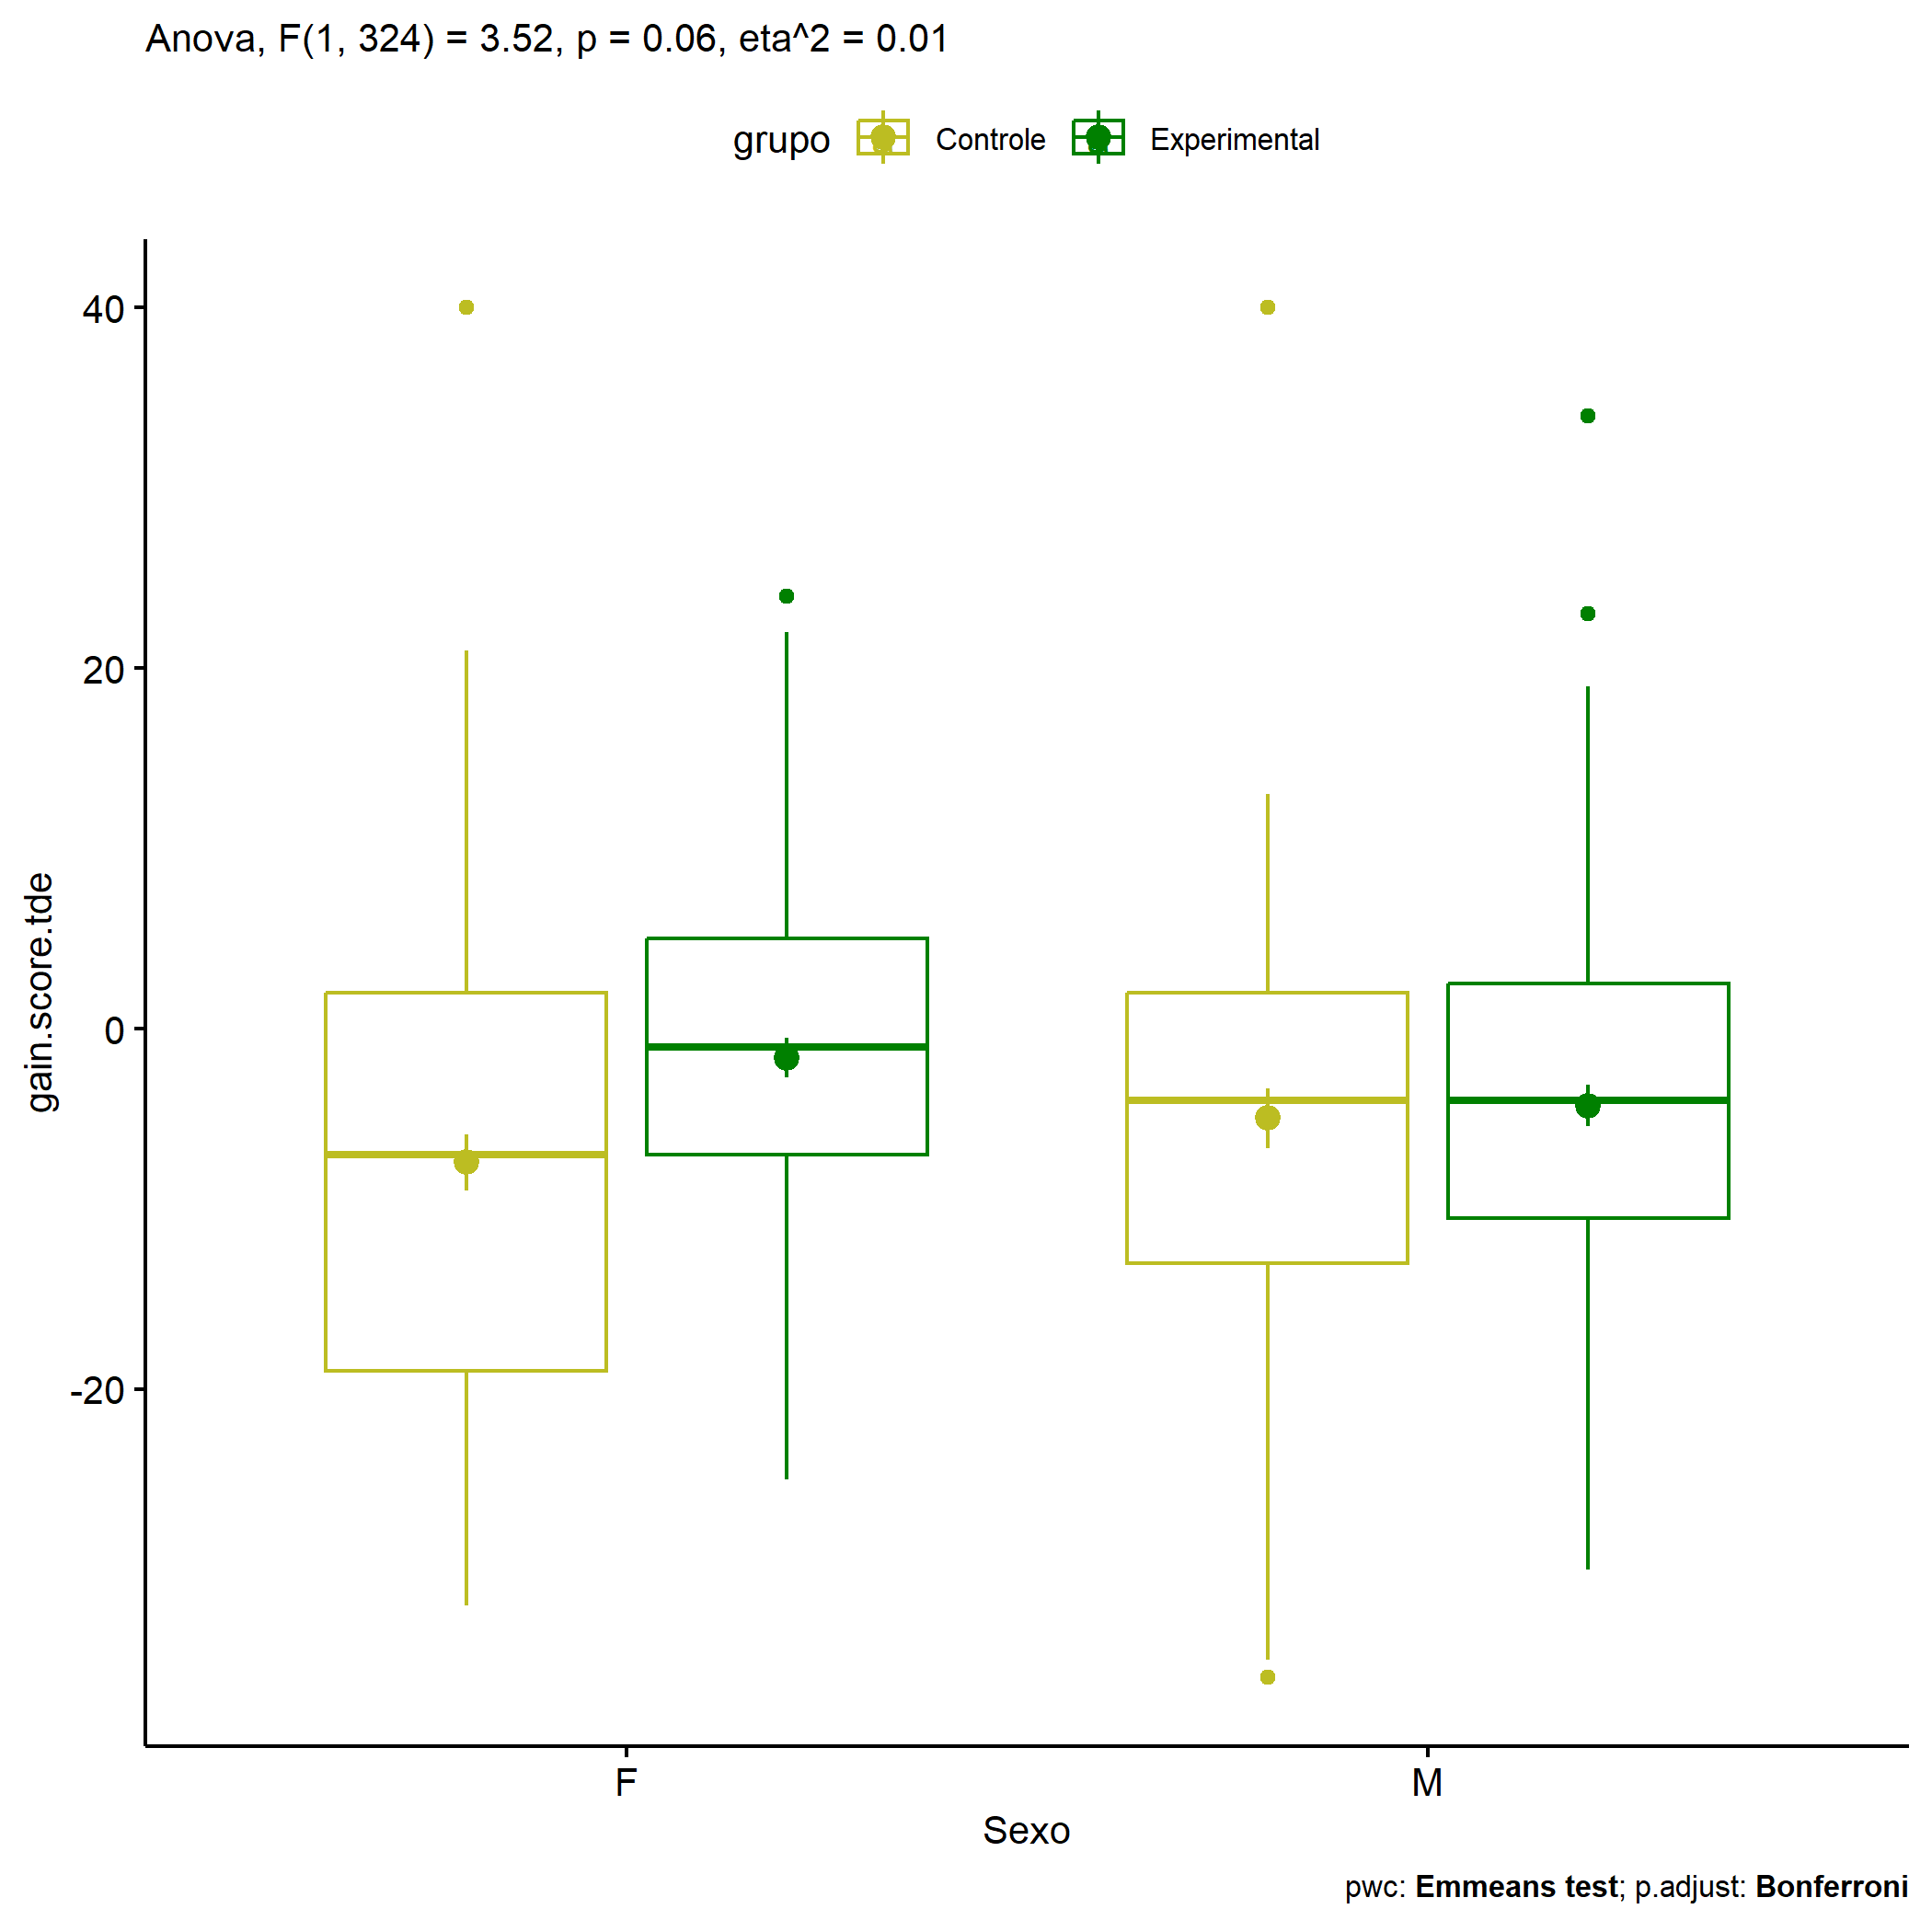 Anova, F(1, 324) = 3.52, p = 0.06, eta^2 = 0.01
grupo Controle Experimental
40
20
0
-20
gain.score.tde
F M
Sexo
pwc: Emmeans test; p.adjust: Bonferroni